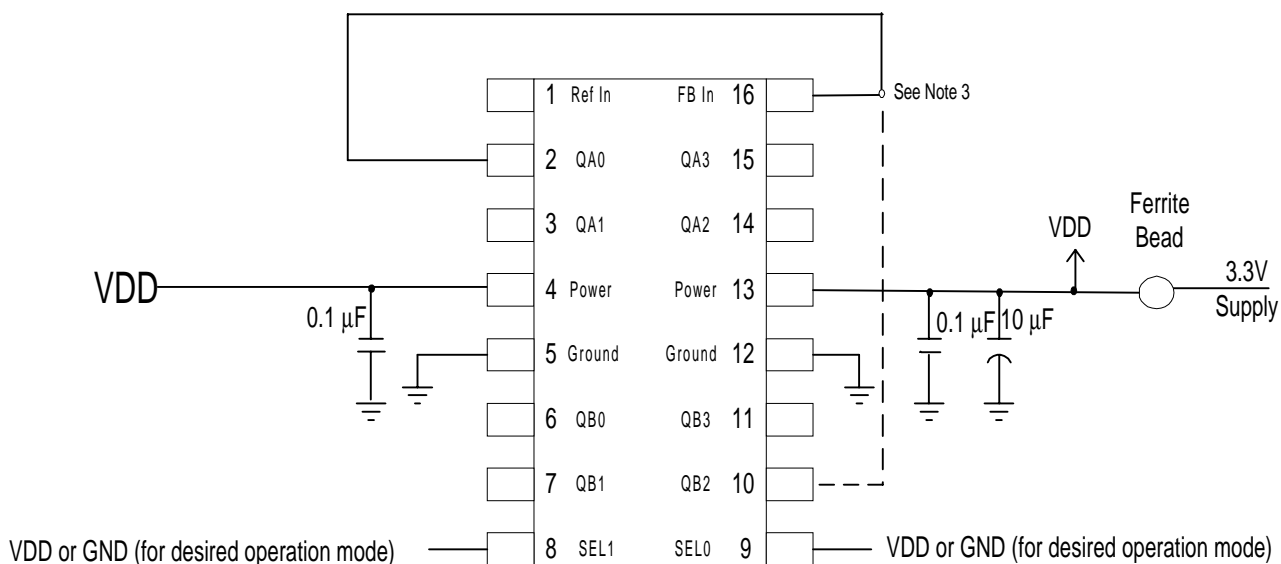 1 Ref In FB In 16 See Note 3
2 QA0 QA3 15
3 QA1 QA2 14
VDD
Ferrite
Bead
VDD
4 Power Power 13
3.3V
Supply
0.1 μF
0.1 μF 10 μF
5 Ground Ground 12
6 QB0 QB3 11
7 QB1 QB2 10
VDD or GND (for desired operation mode) 8 SEL1 SEL0 9 VDD or GND (for desired operation mode)